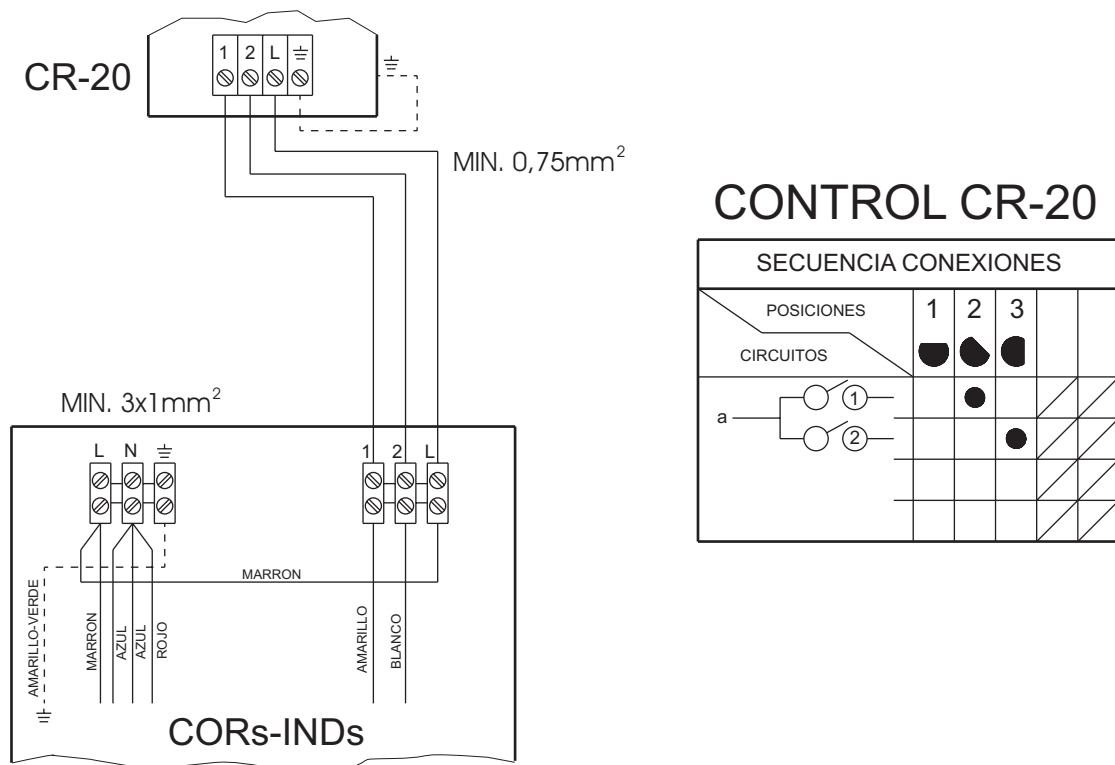 1 2 L
CR-20
MIN. 0,75mm²
MIN. 3x1mm²
L N
1 2 L
MARRON
AMARILLO-VERDE
MARRON
AZUL
AZUL
ROJO
AMARILLO
BLANCO
CORs-INDs
CONTROL CR-20
SECUENCIA CONEXIONES
POSICIONES
1 2 3
CIRCUITOS
1
a
2